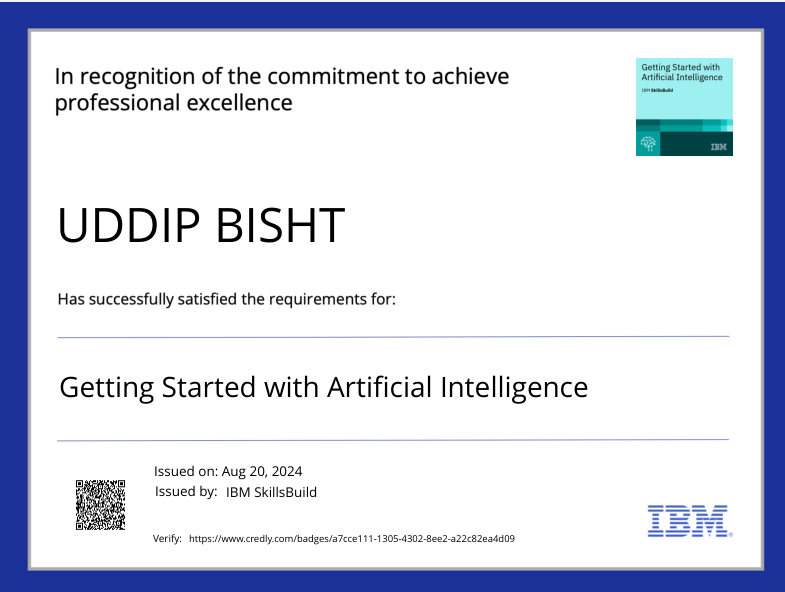 In recognition of the commitment to achieve
professional excellence
Getting Started with
Artificial Intelligence
IBM SkillsBuild
IBM
UDDIP BISHT
Has successfully satisfied the requirements for:
Getting Started with Artificial Intelligence
Issued on: Aug 20, 2024
Issued by: IBM SkillsBuild
Verify: https://www.credly.com/badges/a7cce111-1305-4302-8ee2-a22c82ea4d09
IBM®